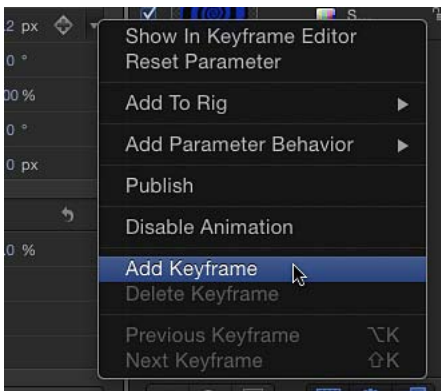 .2 px
S...
Show In Keyframe Editor
0 °
Reset Parameter
00 %
Add To Rig
0 °
Add Parameter Behavior
0 px
Publish
Disable Animation
.0 %
Add Keyframe
Delete Keyframe
Previous Keyframe ⌥K
Next Keyframe ⇧K